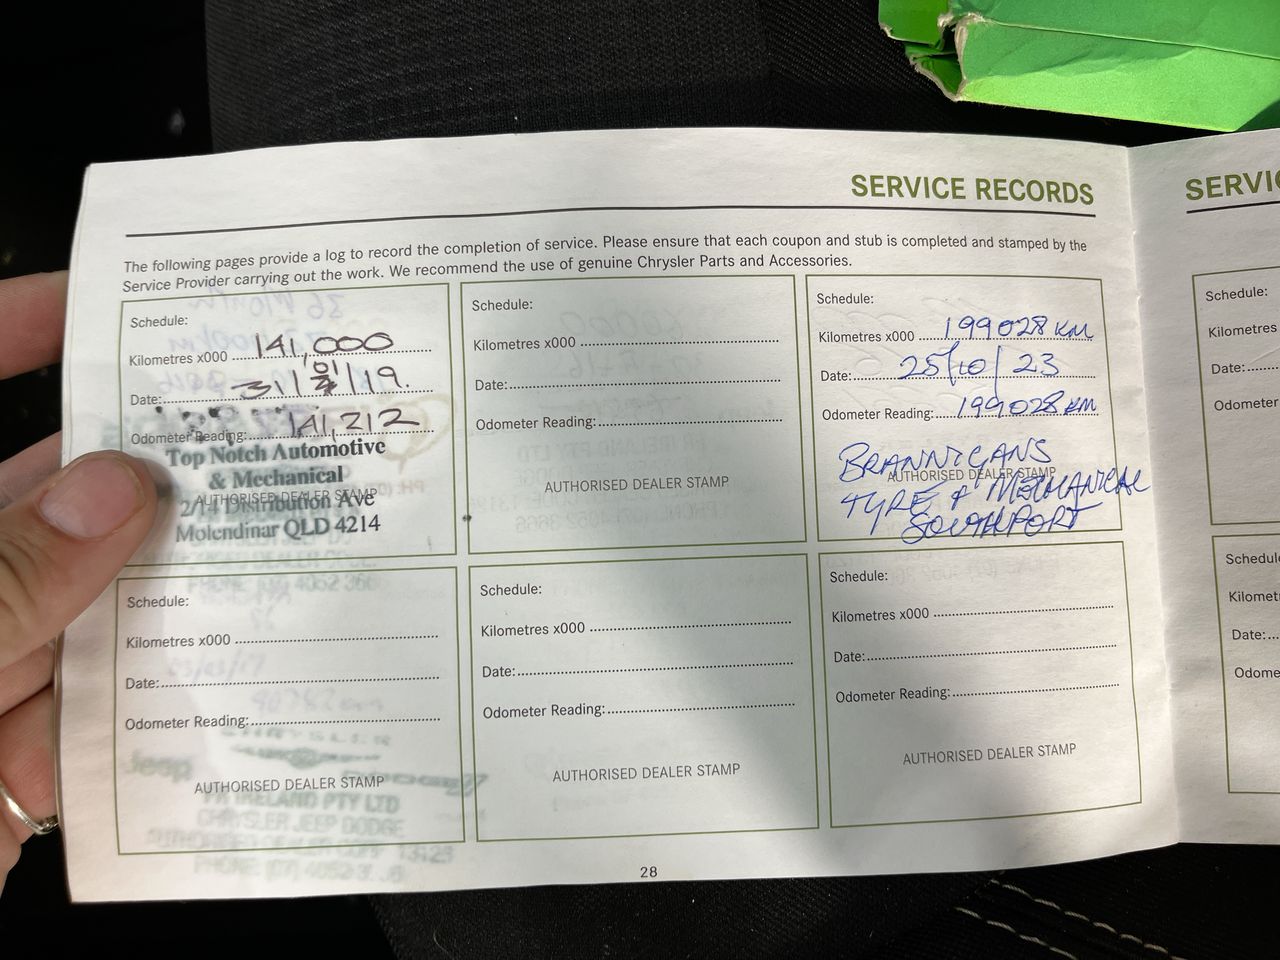 SERVICE RECORDS
SERVIC
The following pages provide a log to record the completion of service. Please ensure that each coupon and stub is completed and stamped by the
Service Provider carrying out the work. We recommend the use of genuine Chrysler Parts and Accessories.
Schedule:
Kilometres x000 141,000
Date: 31 19.
Odometer Reading: 141,212
AUTHORISED DEALER STAMP
Top Notch Automotive
& Mechanical
2/14 Distribution Ave
Molendinar QLD 4214
Schedule:
Kilometres x000
Date:
Odometer Reading:
AUTHORISED DEALER STAMP
Schedule:
Kilometres x000 199028 KM
Date: 25/10/23
Odometer Reading: 199028 KM
AUTHORISED DEALER STAMP
BRANNIGANS
TYRE & MECHANICAL
SOUTHPORT
Schedule:
Kilometres
Date:
Odometer
Schedule:
Kilometres x000
Date:
Odometer Reading:
AUTHORISED DEALER STAMP
Schedule:
Kilometres x000
Date:
Odometer Reading:
AUTHORISED DEALER STAMP
Schedule:
Kilometres x000
Date:
Odometer Reading:
AUTHORISED DEALER STAMP
Schedul
Kilomet
Date:
Odome
28